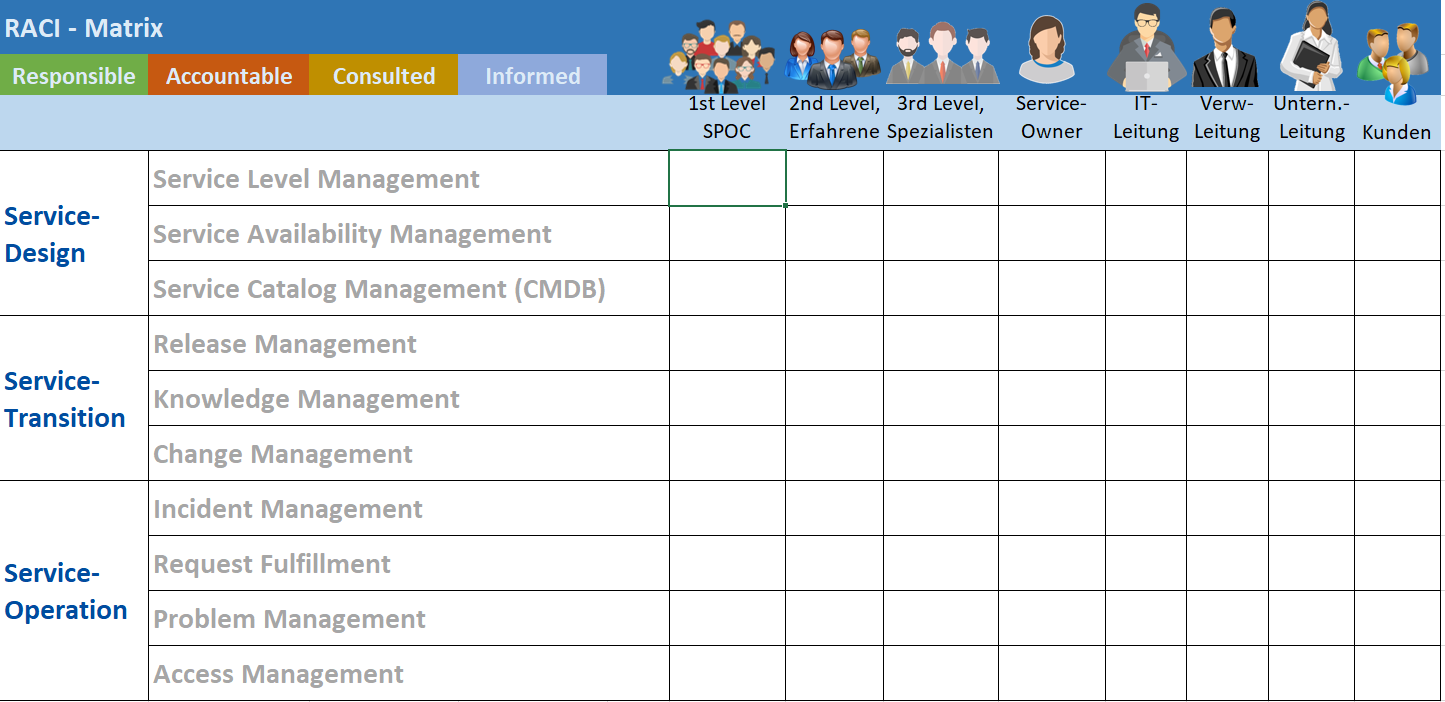 RACI - Matrix
Responsible Accountable Consulted Informed
1st Level 2nd Level, 3rd Level, Service- IT- Verw- Untern.-
SPOC Erfahrene Spezialisten Owner Leitung Leitung Leitung Kunden
Service-
Design
Service Level Management
Service Availability Management
Service Catalog Management (CMDB)
Service-
Transition
Release Management
Knowledge Management
Change Management
Service-
Operation
Incident Management
Request Fulfillment
Problem Management
Access Management